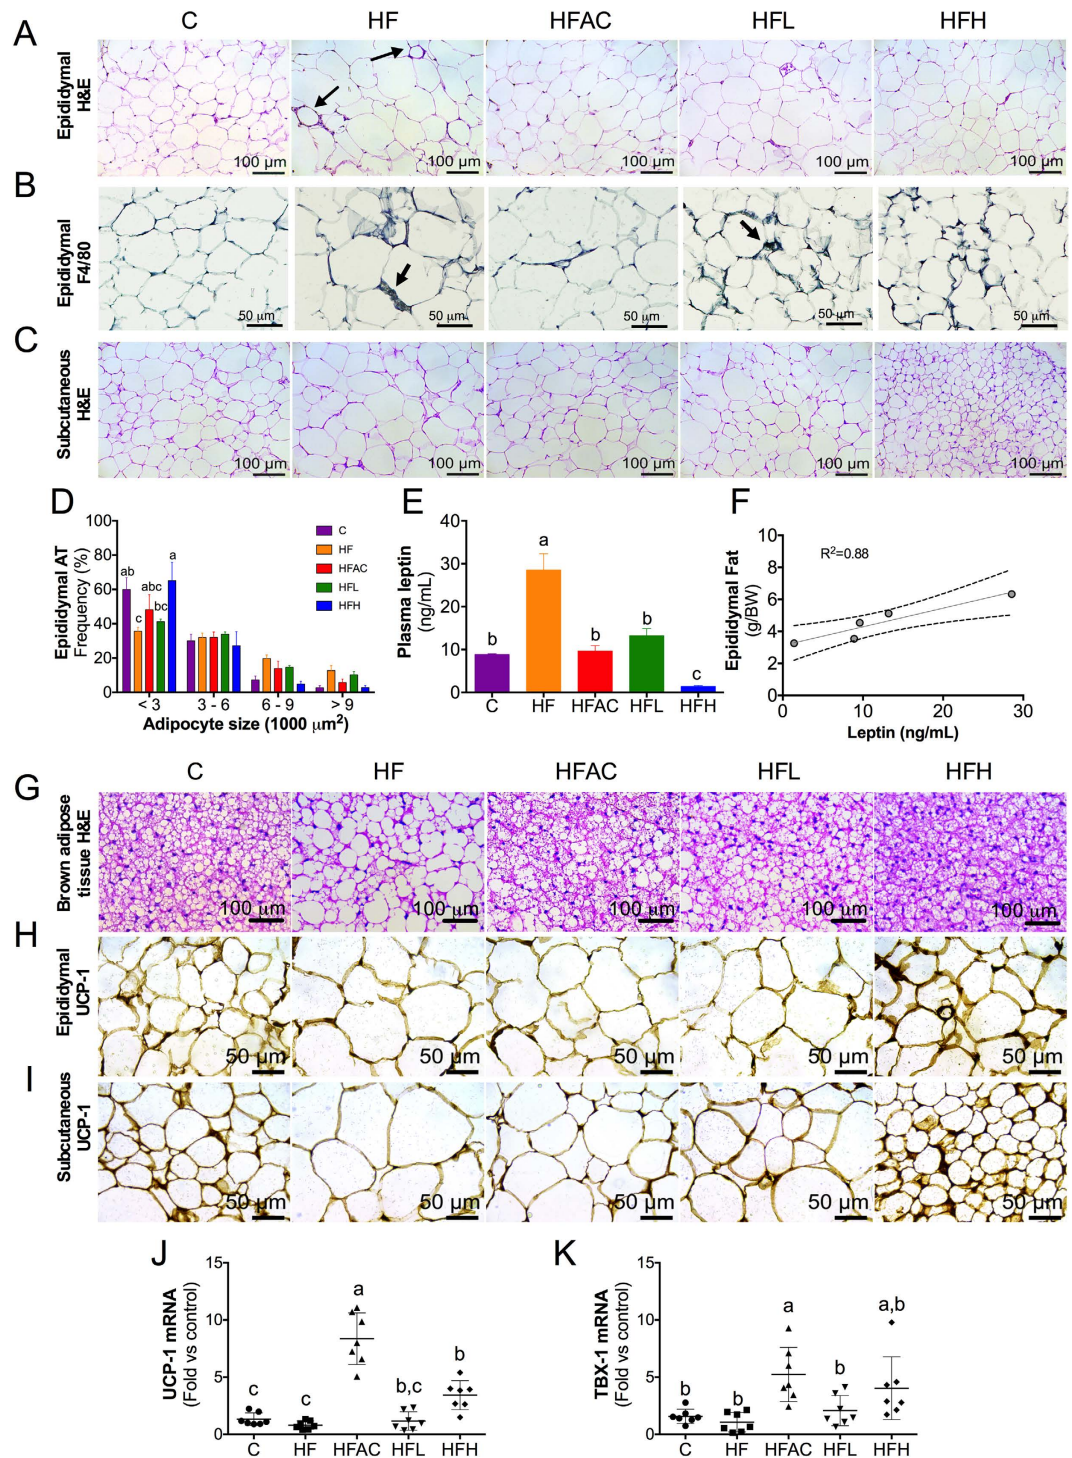 A
C
HF
HFAC
HFL
HFH
Epididymal
H&E
100 µm
100 µm
100 µm
100 µm
100 µm
B
Epididymal
F4/80
50 µm
50 µm
50 µm
50 µm
50 µm
C
Subcutaneous
H&E
100 µm
100 µm
100 µm
100 µm
100 µm
D
Epididymal AT
Frequency (%)
100
80
60
40
20
0
ab
c
abc
bc
a
C
HF
HFAC
HFL
HFH
< 3
3 - 6
6 - 9
> 9
Adipocyte size (1000 µm²)
E
Plasma leptin
(ng/mL)
40
30
20
10
0
b
a
b
b
c
C
HF
HFAC
HFL
HFH
F
Epididymal Fat
(g/BW)
10
8
6
4
2
0
R²=0.88
0
10
20
30
Leptin (ng/mL)
C
HF
HFAC
HFL
HFH
G
Brown adipose
tissue H&E
100 µm
100 µm
100 µm
100 µm
100 µm
H
Epididymal
UCP-1
50 µm
50 µm
50 µm
50 µm
50 µm
I
Subcutaneous
UCP-1
50 µm
50 µm
50 µm
50 µm
50 µm
J
UCP-1 mRNA
(Fold vs control)
15
10
5
0
c
c
a
b,c
b
C
HF
HFAC
HFL
HFH
K
TBX-1 mRNA
(Fold vs control)
15
10
5
0
b
b
a
b
a,b
C
HF
HFAC
HFL
HFH